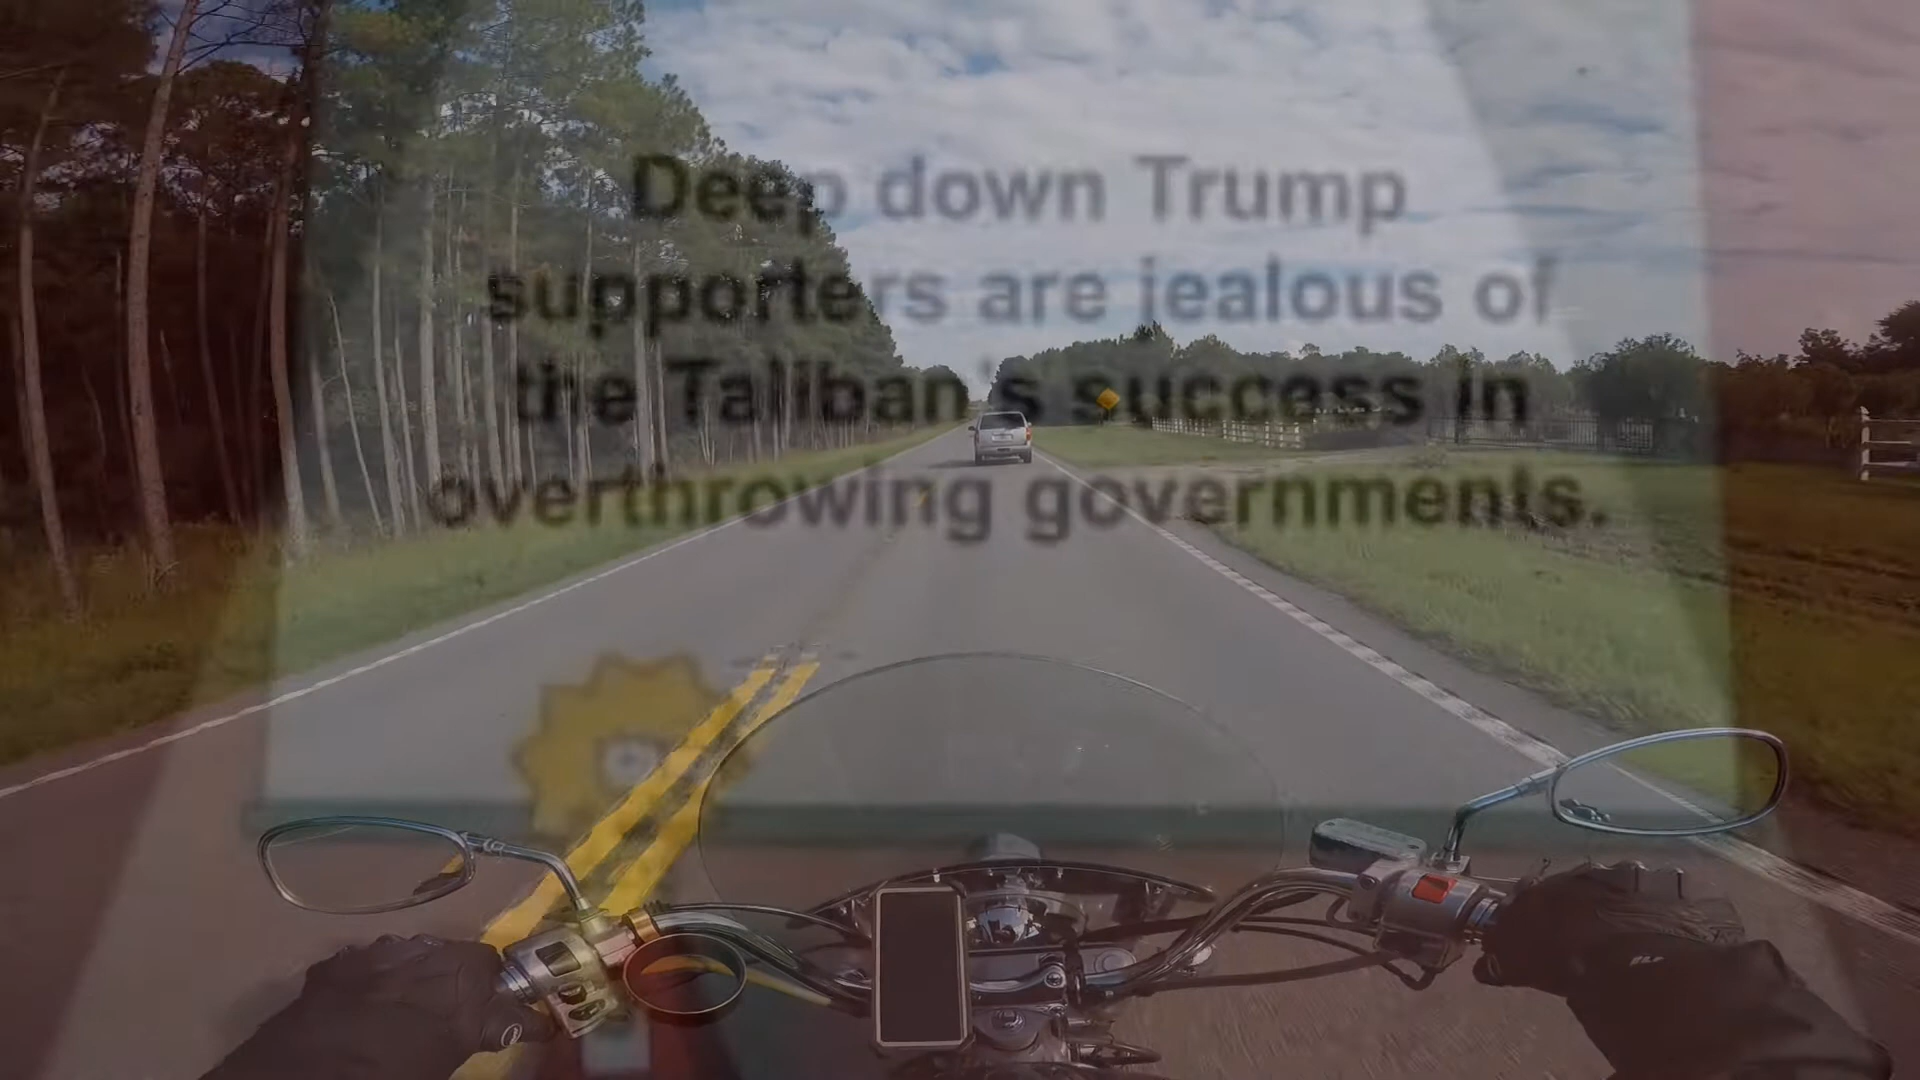 Deep down Trump
supporters are jealous of
the Taliban's success in
overthrowing governments.